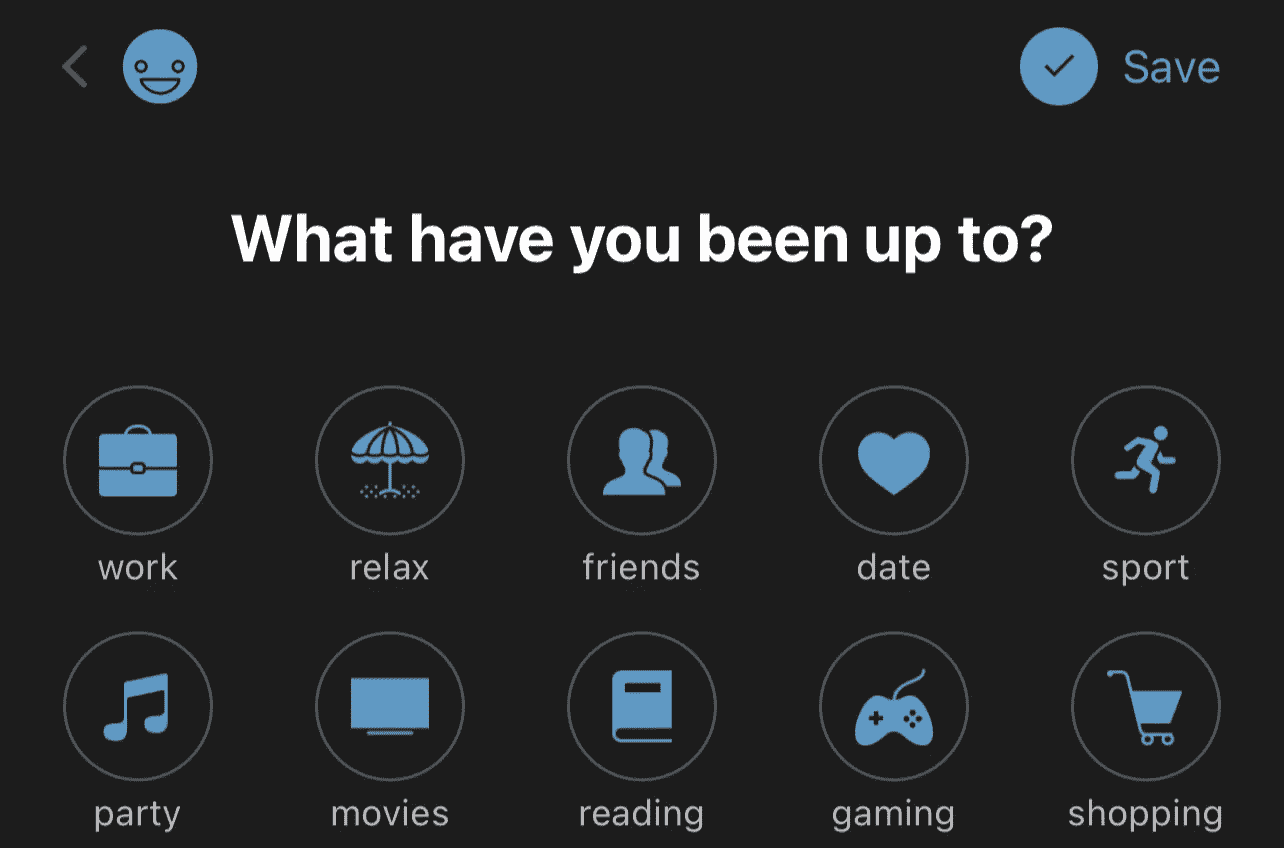 Save
What have you been up to?
work relax friends date sport
party movies reading gaming shopping